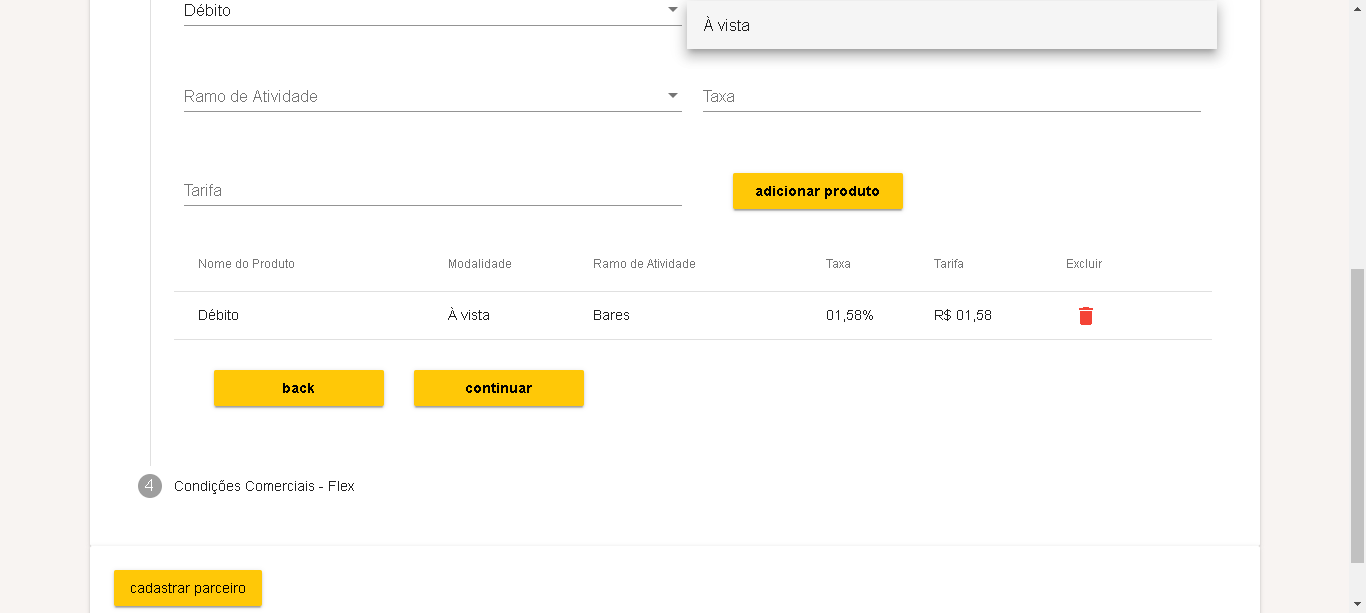 Débito
À vista
Ramo de Atividade
Taxa
Tarifa
adicionar produto
Nome do Produto Modalidade Ramo de Atividade Taxa Tarifa Excluir
Débito À vista Bares 01,58% R$ 01,58
back continuar
4 Condições Comerciais - Flex
cadastrar parceiro